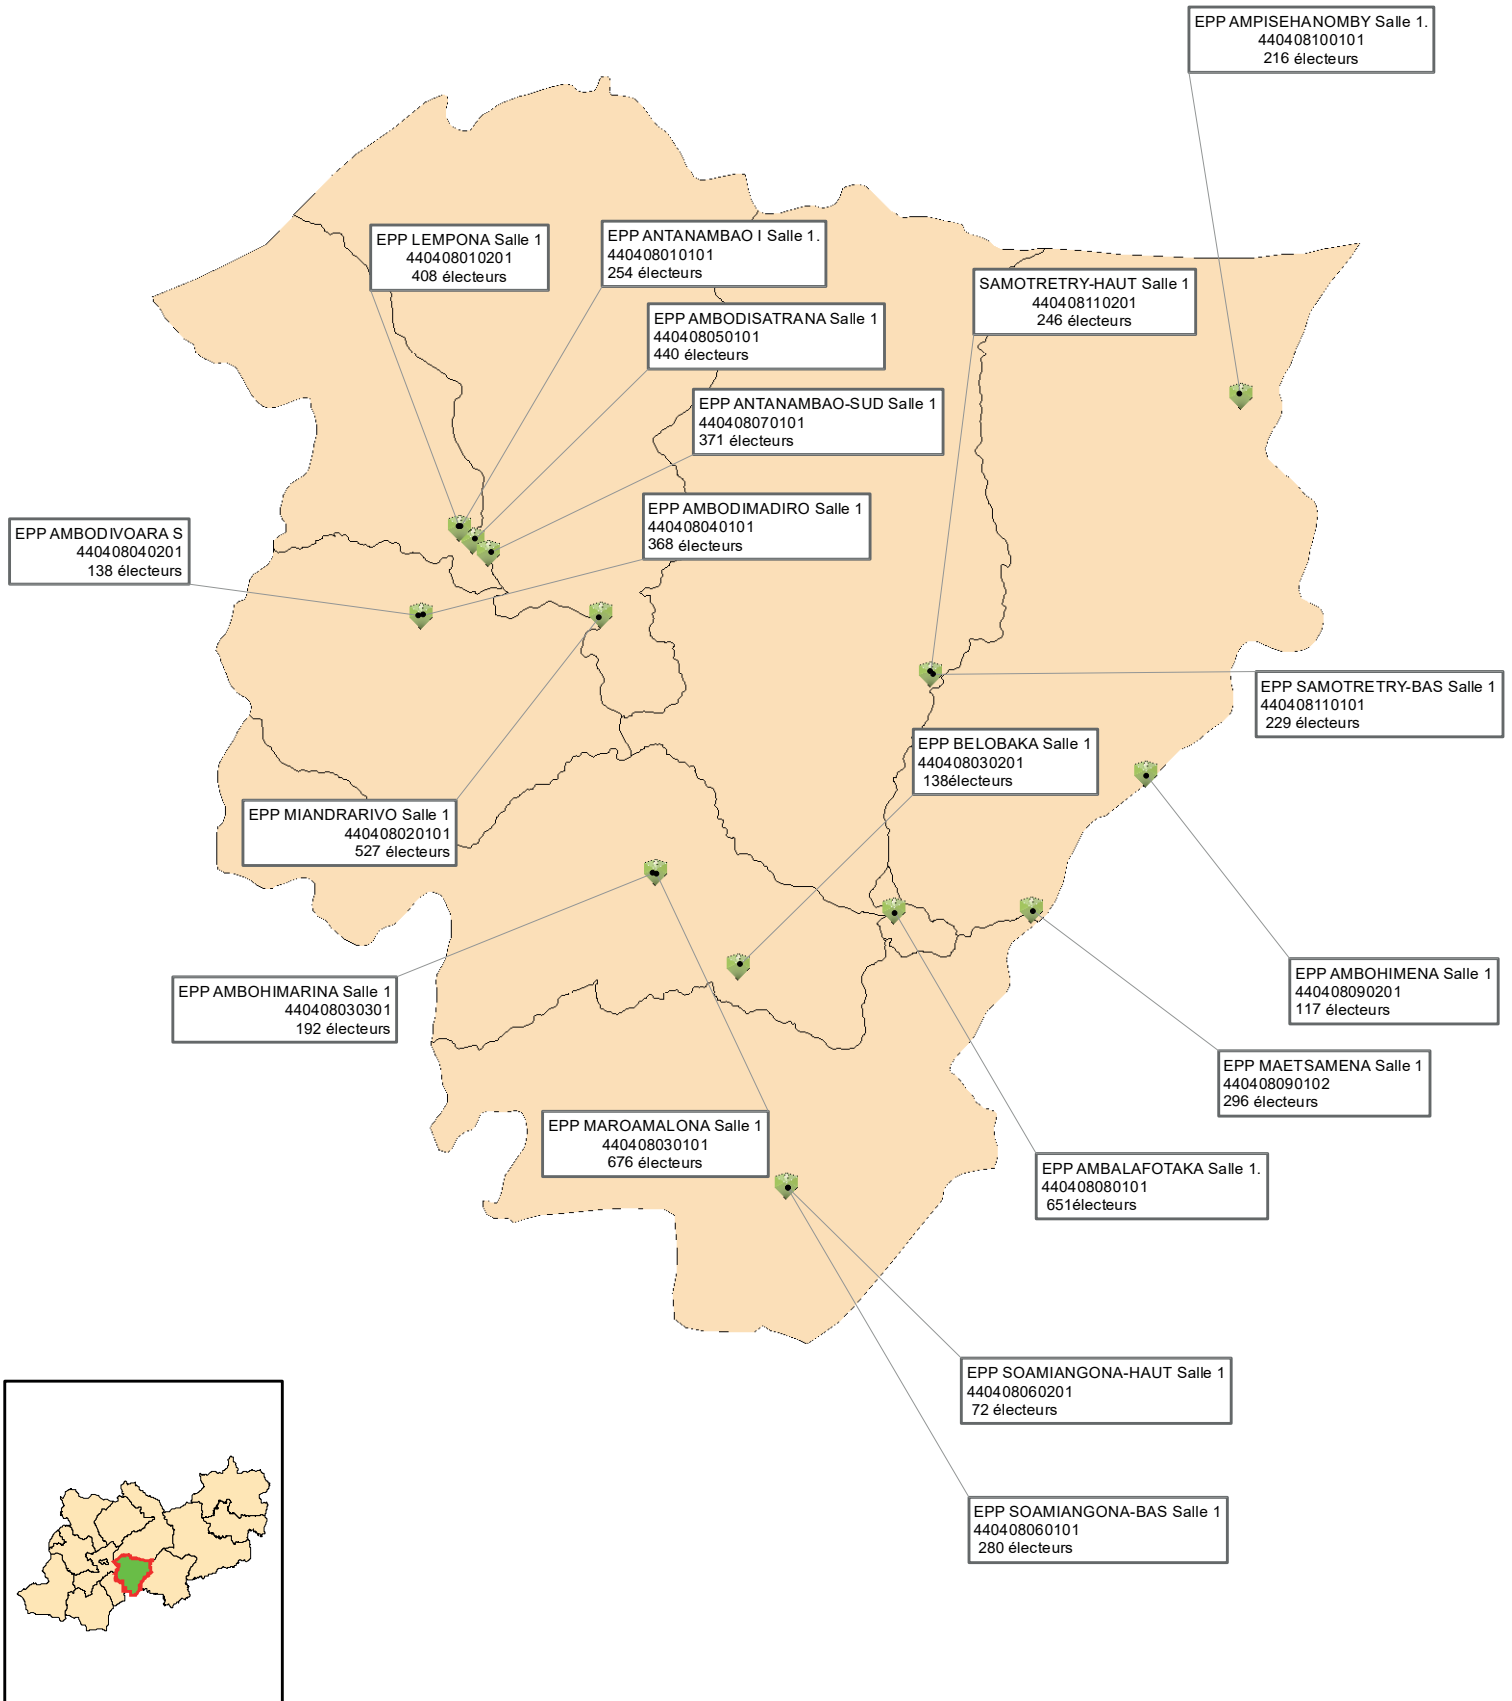 EPP AMPISEHANOMBY Salle 1.
440408100101
216 électeurs
EPP LEMPONA Salle 1
440408010201
408 électeurs
EPP ANTANAMBAO I Salle 1.
440408010101
254 électeurs
SAMOTRETRY-HAUT Salle 1
440408110201
246 électeurs
EPP AMBODISATRANA Salle 1
440408050101
440 électeurs
EPP ANTANAMBAO-SUD Salle 1
440408070101
371 électeurs
EPP AMBODIMADIRO Salle 1
440408040101
368 électeurs
EPP AMBODIVOARA S
440408040201
138 électeurs
EPP SAMOTRETRY-BAS Salle 1
440408110101
229 électeurs
EPP BELOBAKA Salle 1
440408030201
138électeurs
EPP MIANDRARIVO Salle 1
440408020101
527 électeurs
EPP AMBOHIMENA Salle 1
440408090201
117 électeurs
EPP AMBOHIMARINA Salle 1
440408030301
192 électeurs
EPP MAETSAMENA Salle 1
440408090102
296 électeurs
EPP MAROAMALONA Salle 1
440408030101
676 électeurs
EPP AMBALAFOTAKA Salle 1.
440408080101
651électeurs
EPP SOAMIANGONA-HAUT Salle 1
440408060201
72 électeurs
EPP SOAMIANGONA-BAS Salle 1
440408060101
280 électeurs